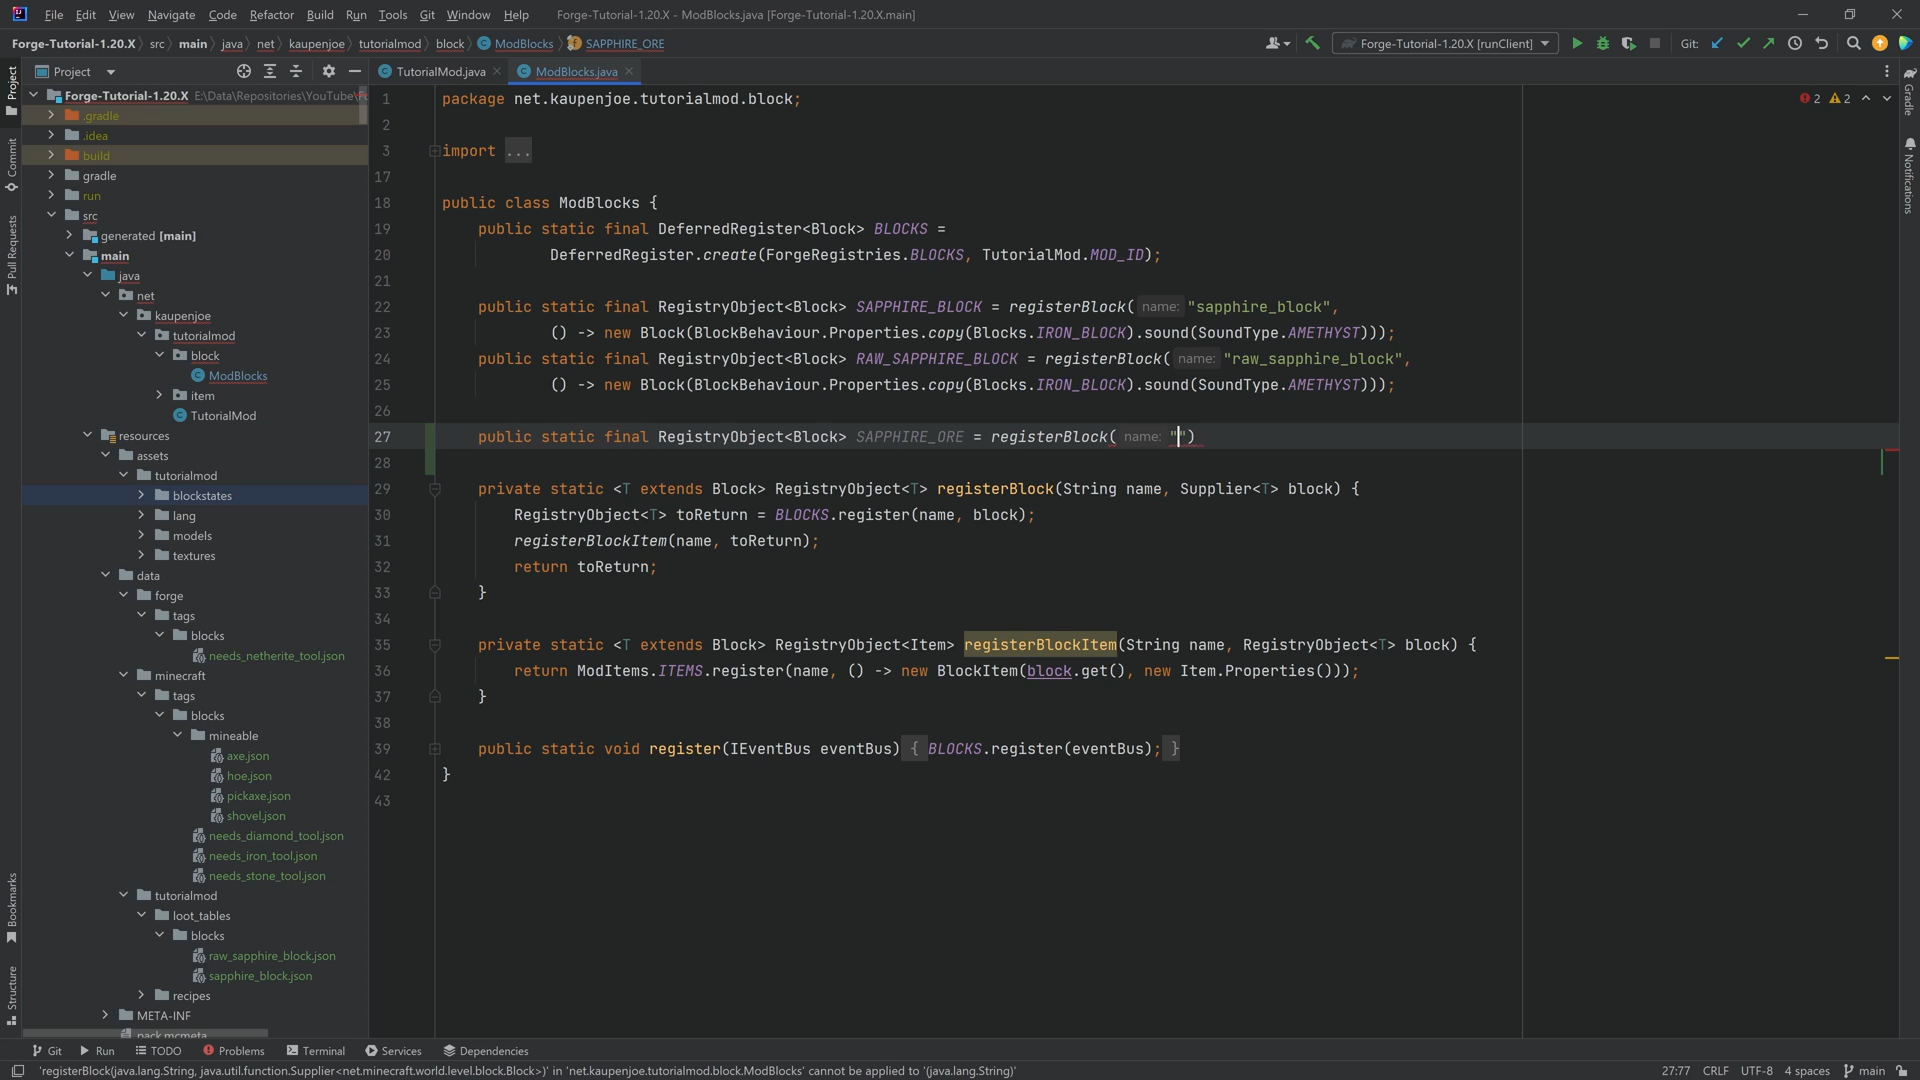 File Edit View Navigate Code Refactor Build Run Tools Git Window Help Forge-Tutorial-1.20.X - ModBlocks.java [Forge-Tutorial-1.20.X.main]
Forge-Tutorial-1.20.X src main java net kaupenjoe tutorialmod block ModBlocks SAPPHIRE_ORE Forge-Tutorial-1.20.X [runClient] Git:
Project TutorialMod.java ModBlocks.java
Project
Commit
Pull Requests
Bookmarks
Structure
Forge-Tutorial-1.20.X E:\Data\Repositories\YouTube\
.gradle
.idea
build
gradle
run
src
generated [main]
main
java
net
kaupenjoe
tutorialmod
block
ModBlocks
item
TutorialMod
resources
assets
tutorialmod
blockstates
lang
models
textures
data
forge
tags
blocks
needs_netherite_tool.json
minecraft
tags
blocks
mineable
axe.json
hoe.json
pickaxe.json
shovel.json
needs_diamond_tool.json
needs_iron_tool.json
needs_stone_tool.json
tutorialmod
loot_tables
blocks
raw_sapphire_block.json
sapphire_block.json
recipes
META-INF
pack.mcmeta
1 package net.kaupenjoe.tutorialmod.block;
2
3 import ...
17
18 public class ModBlocks {
19 public static final DeferredRegister<Block> BLOCKS =
20 DeferredRegister.create(ForgeRegistries.BLOCKS, TutorialMod.MOD_ID);
21
22 public static final RegistryObject<Block> SAPPHIRE_BLOCK = registerBlock( name: "sapphire_block",
23 () -> new Block(BlockBehaviour.Properties.copy(Blocks.IRON_BLOCK).sound(SoundType.AMETHYST)));
24 public static final RegistryObject<Block> RAW_SAPPHIRE_BLOCK = registerBlock( name: "raw_sapphire_block",
25 () -> new Block(BlockBehaviour.Properties.copy(Blocks.IRON_BLOCK).sound(SoundType.AMETHYST)));
26
27 public static final RegistryObject<Block> SAPPHIRE_ORE = registerBlock( name: "")
28
29 private static <T extends Block> RegistryObject<T> registerBlock(String name, Supplier<T> block) {
30 RegistryObject<T> toReturn = BLOCKS.register(name, block);
31 registerBlockItem(name, toReturn);
32 return toReturn;
33 }
34
35 private static <T extends Block> RegistryObject<Item> registerBlockItem(String name, RegistryObject<T> block) {
36 return ModItems.ITEMS.register(name, () -> new BlockItem(block.get(), new Item.Properties()));
37 }
38
39 public static void register(IEventBus eventBus) { BLOCKS.register(eventBus); }
42 }
43
2 2
Gradle
Notifications
Git Run TODO Problems Terminal Services Dependencies
'registerBlock(java.lang.String, java.util.function.Supplier<net.minecraft.world.level.block.Block>)' in 'net.kaupenjoe.tutorialmod.block.ModBlocks' cannot be applied to '(java.lang.String)' 27:77 CRLF UTF-8 4 spaces main